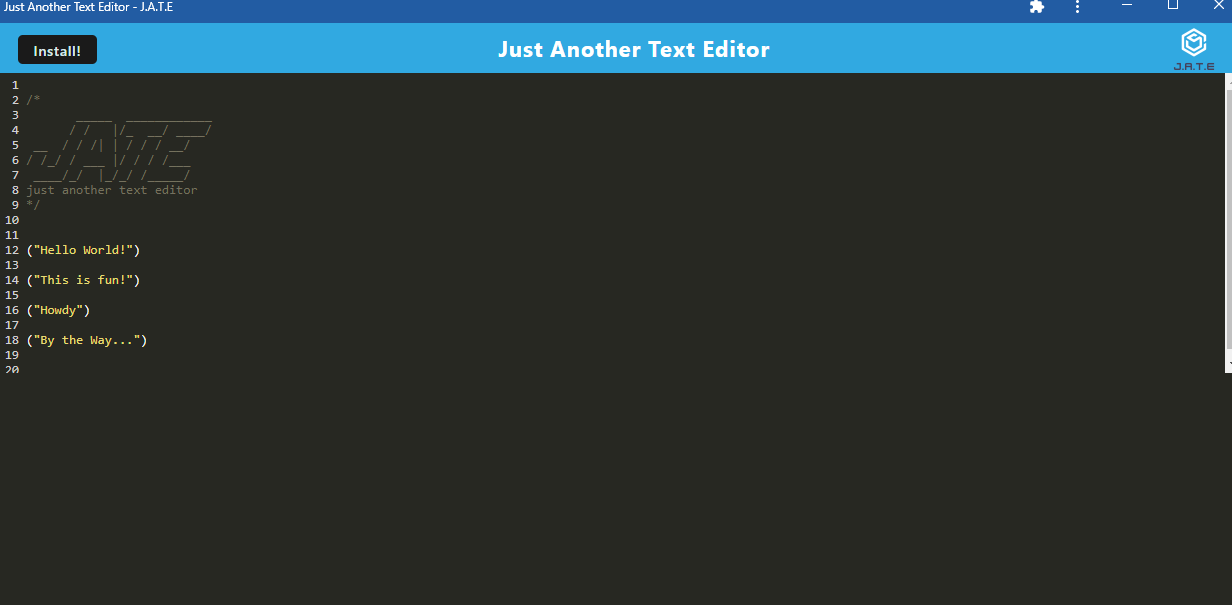 Just Another Text Editor - J.A.T.E
Install!
Just Another Text Editor
J.A.T.E
1
2 /*
3        _____  ____________
4       / /   |/_  __/ ____/
5  __  / / /| | / / / __/
6 / /_/ / ___ |/ / / /___
7  ____/_/  |_/_/ /_____/
8 just another text editor
9 */
10
11
12 ("Hello World!")
13
14 ("This is fun!")
15
16 ("Howdy")
17
18 ("By the Way...")
19
20